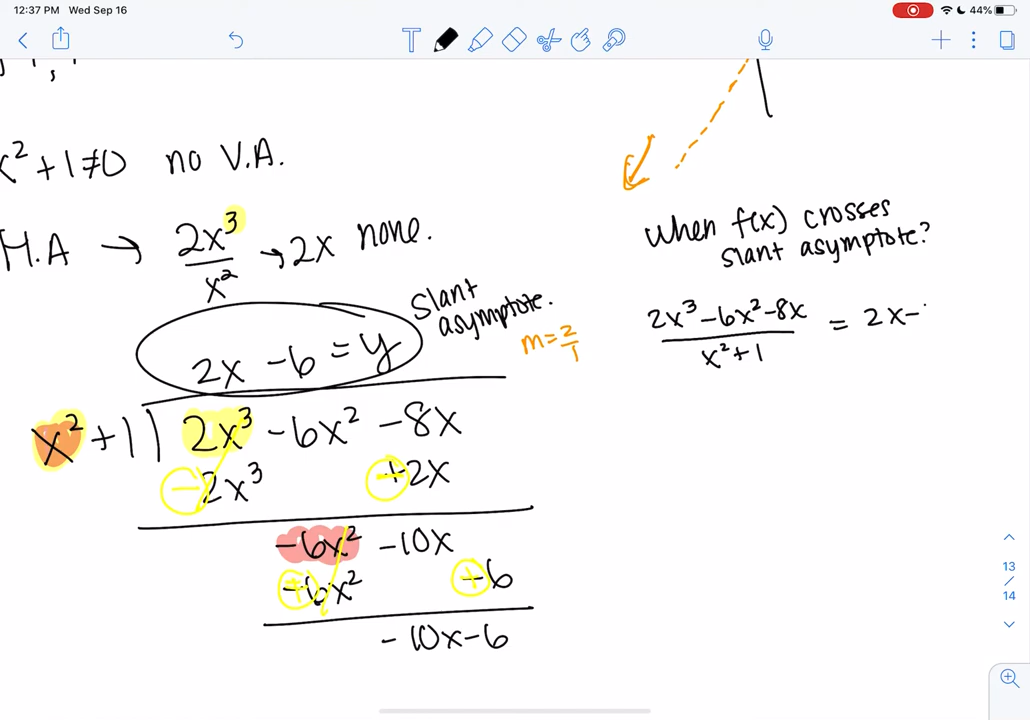 12:37 PM Wed Sep 16
44%
x² + 1 ≠ 0 no V.A.
H.A → 2x³/x² → 2x none.
Slant asymptote.
2x - 6 = y
m = 2/1
x² + 1 ) 2x³ - 6x² - 8x
- 2x³ + 2x
- 6x² - 10x
+ 6x² + 6
- 10x - 6
When f(x) crosses
slant asymptote?
2x³ - 6x² - 8x / x² + 1 = 2x -
13
14